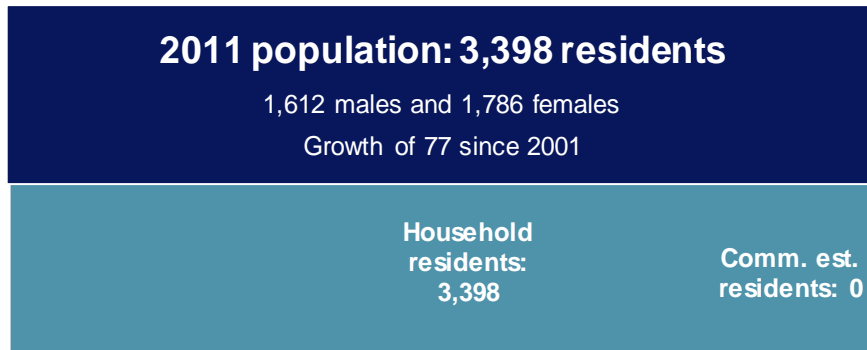 2011 population: 3,398 residents
1,612 males and 1,786 females
Growth of 77 since 2001
Household
residents:
3,398
Comm. est.
residents: 0